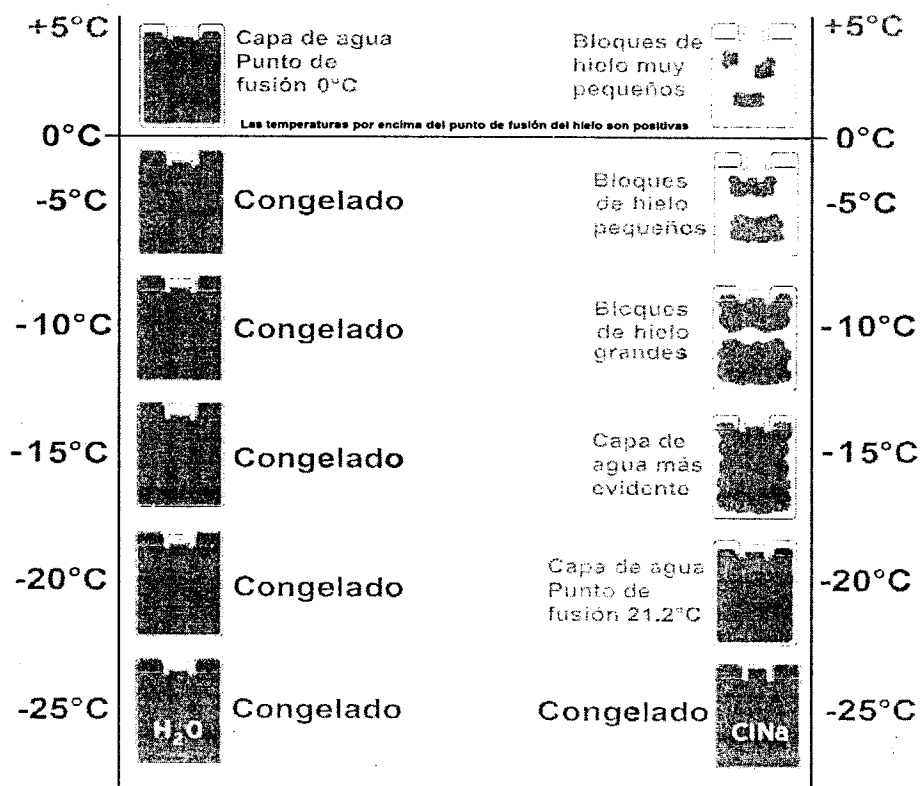 +5°C
Capa de agua
Punto de
fusión 0°C
Bloques de
hielo muy
pequeños
+5°C
Las temperaturas por encima del punto de fusión del hielo son positivas
0°C
0°C
-5°C
Congelado
Bloques
de hielo
pequeños
-5°C
-10°C
Congelado
Bloques
de hielo
grandes
-10°C
-15°C
Congelado
Capa de
agua más
evidente
-15°C
-20°C
Congelado
Capa de agua
Punto de
fusión 21.2°C
-20°C
-25°C
H₂O
Congelado
Congelado
ClNa
-25°C